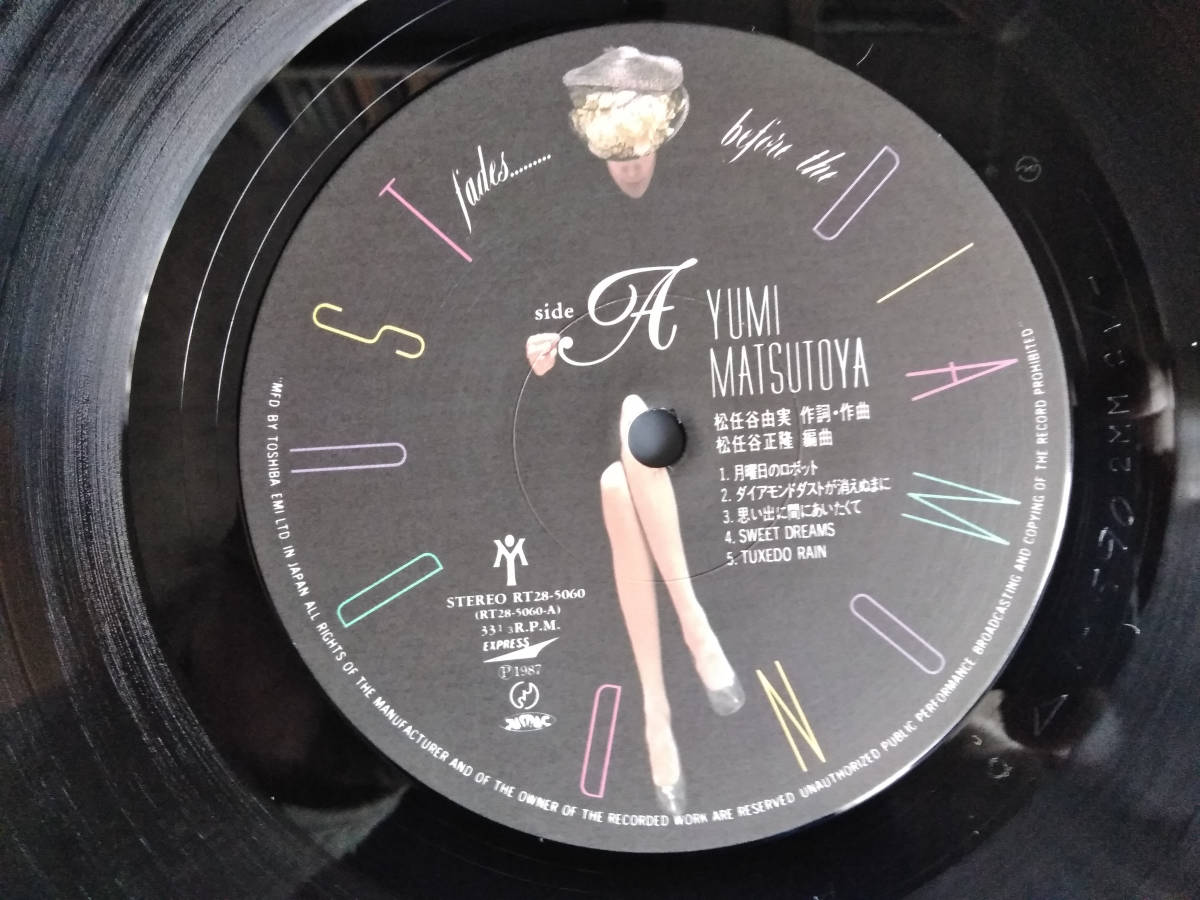 before the
DIAMOND DUST
fades.........
side A
YUMI
MATSUTOYA
松任谷由実 作詞・作曲
松任谷正隆 編曲
1. 月曜日のロボット
2. ダイアモンドダストが消えぬまに
3. 思い出に間にあいたくて
4. SWEET DREAMS
5. TUXEDO RAIN
STEREO RT28-5060
(RT28-5060-A)
33 1/3 R.P.M.
EXPRESS
Ⓟ1987
"MFD BY TOSHIBA EMI LTD IN JAPAN ALL RIGHTS OF THE MANUFACTURER AND OF THE OWNER OF THE RECORDED WORK ARE RESERVED UNAUTHORIZED PUBLIC PERFORMANCE BROADCASTING AND COPYING OF THE RECORD PROHIBITED"